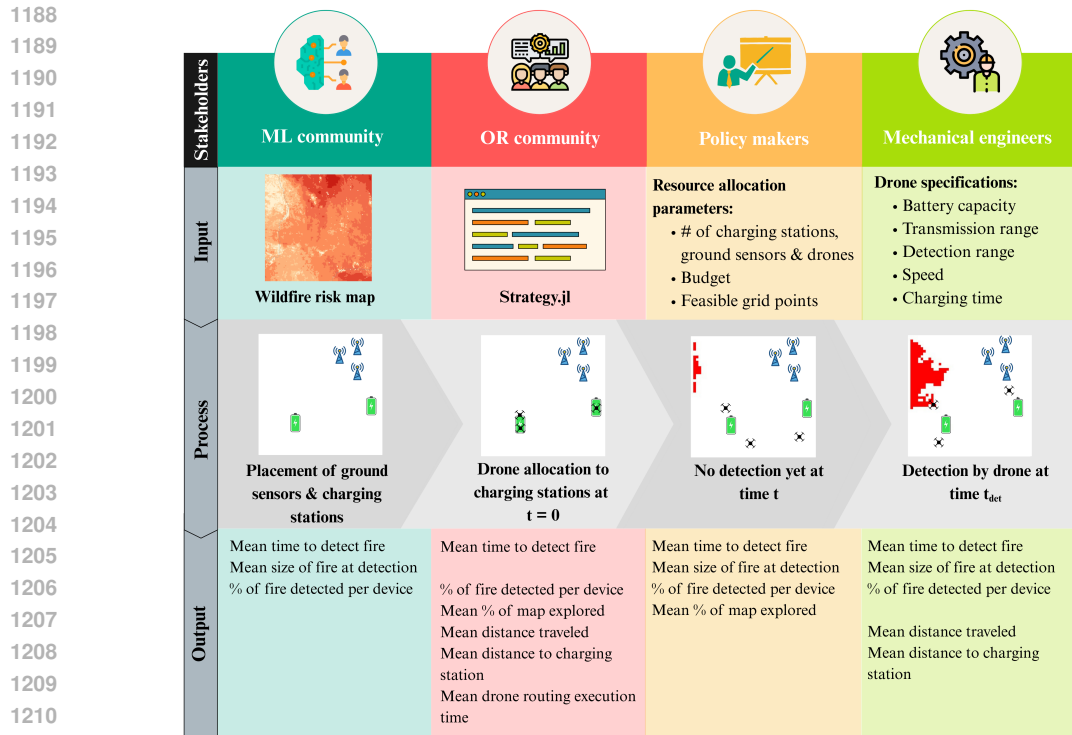 1188
1189
1190
1191
1192
1193
1194
1195
1196
1197
1198
1199
1200
1201
1202
1203
1204
1205
1206
1207
1208
1209
1210
Stakeholders
ML community
OR community
Policy makers
Mechanical engineers
Input
Wildfire risk map
Strategy.jl
Resource allocation
parameters:
• # of charging stations,
ground sensors & drones
• Budget
• Feasible grid points
Drone specifications:
• Battery capacity
• Transmission range
• Detection range
• Speed
• Charging time
Process
Placement of ground
sensors & charging
stations
Drone allocation to
charging stations at
t = 0
No detection yet at
time t
Detection by drone at
time t_det
Output
Mean time to detect fire
Mean size of fire at detection
% of fire detected per device
Mean time to detect fire
% of fire detected per device
Mean % of map explored
Mean distance traveled
Mean distance to charging
station
Mean drone routing execution
time
Mean time to detect fire
Mean size of fire at detection
% of fire detected per device
Mean % of map explored
Mean time to detect fire
Mean size of fire at detection
% of fire detected per device
Mean distance traveled
Mean distance to charging
station